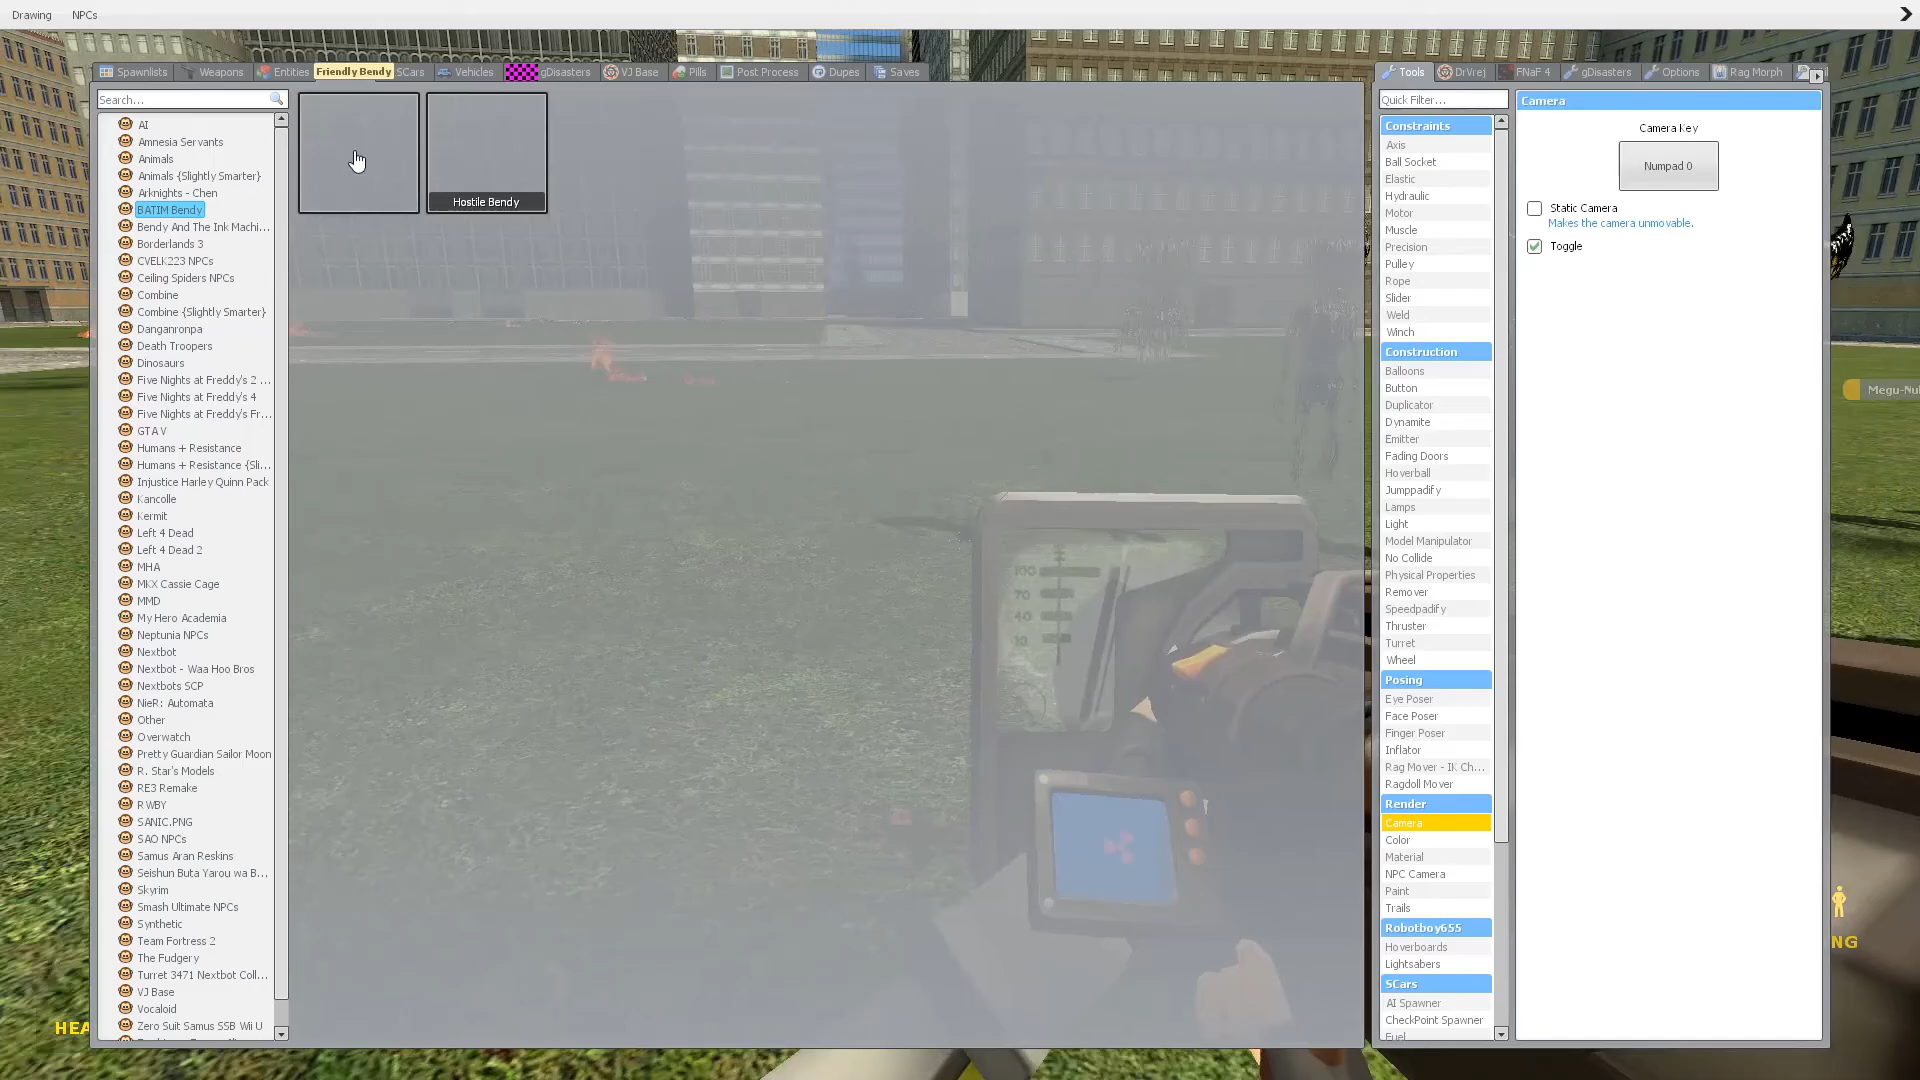 Drawing NPCs
Spawnlists Weapons Entities Friendly Bendy SCars Vehicles gDisasters VJ Base Pills Post Process Dupes Saves
Search...
AI
Amnesia Servants
Animals
Animals {Slightly Smarter}
Arknights - Chen
BATIM Bendy
Bendy And The Ink Machi...
Borderlands 3
CVELK223 NPCs
Ceiling Spiders NPCs
Combine
Combine {Slightly Smarter}
Danganronpa
Death Troopers
Dinosaurs
Five Nights at Freddy's 2 ...
Five Nights at Freddy's 4
Five Nights at Freddy's Fr...
GTA V
Humans + Resistance
Humans + Resistance {Sli...
Injustice Harley Quinn Pack
Kancolle
Kermit
Left 4 Dead
Left 4 Dead 2
MHA
MKX Cassie Cage
MMD
My Hero Academia
Neptunia NPCs
Nextbot
Nextbot - Waa Hoo Bros
Nextbots SCP
NieR: Automata
Other
Overwatch
Pretty Guardian Sailor Moon
R. Star's Models
RE3 Remake
RWBY
SANIC.PNG
SAO NPCs
Samus Aran Reskins
Seishun Buta Yarou wa B...
Skyrim
Smash Ultimate NPCs
Synthetic
Team Fortress 2
The Fudgery
Turret 3471 Nextbot Coll...
VJ Base
Vocaloid
Zero Suit Samus SSB Wii U
Hostile Bendy
100
70
40
10
HEA
Tools DrVrej FNaF 4 gDisasters Options Rag Morph
Quick Filter...
Constraints
Axis
Ball Socket
Elastic
Hydraulic
Motor
Muscle
Precision
Pulley
Rope
Slider
Weld
Winch
Construction
Balloons
Button
Duplicator
Dynamite
Emitter
Fading Doors
Hoverball
Jumppadify
Lamps
Light
Model Manipulator
No Collide
Physical Properties
Remover
Speedpadify
Thruster
Turret
Wheel
Posing
Eye Poser
Face Poser
Finger Poser
Inflator
Rag Mover - IK Ch...
Ragdoll Mover
Render
Camera
Color
Material
NPC Camera
Paint
Trails
Robotboy655
Hoverboards
Lightsabers
SCars
AI Spawner
CheckPoint Spawner
Fuel
Camera
Camera Key
Numpad 0
Static Camera
Makes the camera unmovable.
Toggle
Megu-Nu
NG